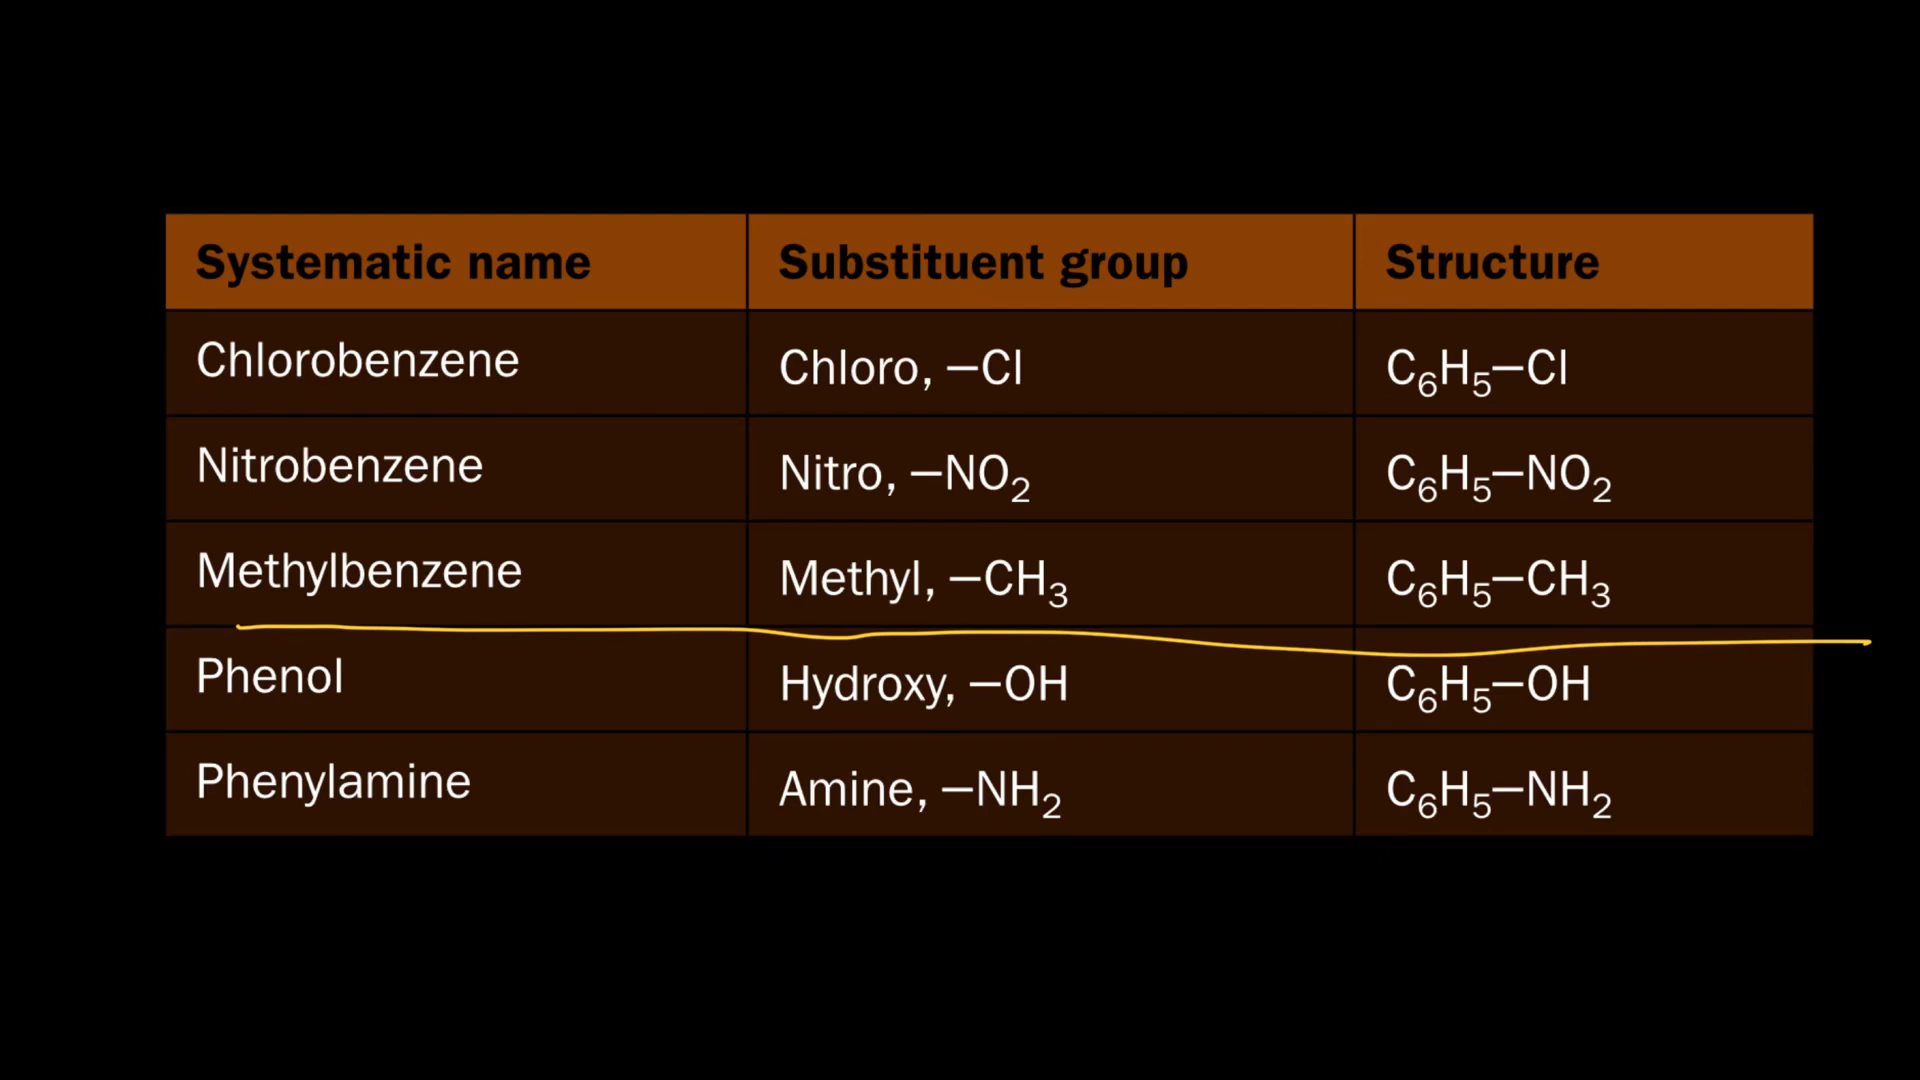 Systematic name Substituent group Structure
Chlorobenzene Chloro, —Cl C₆H₅—Cl
Nitrobenzene Nitro, —NO₂ C₆H₅—NO₂
Methylbenzene Methyl, —CH₃ C₆H₅—CH₃
Phenol Hydroxy, —OH C₆H₅—OH
Phenylamine Amine, —NH₂ C₆H₅—NH₂